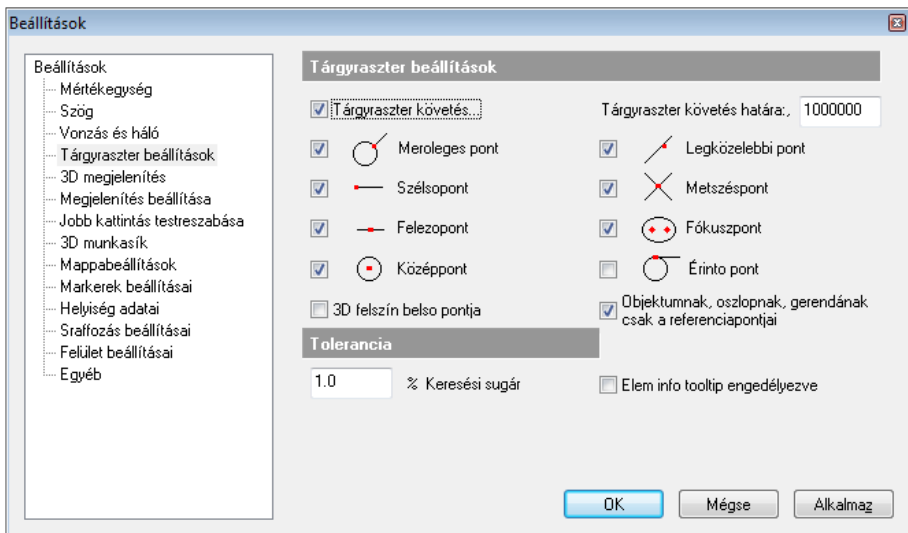 Beállítások
Beállítások
Mértékegység
Szög
Vonzás és háló
Tárgyraszter beállítások
3D megjelenítés
Megjelenítés beállítása
Jobb kattintás testreszabása
3D munkasík
Mappabeállítások
Markerek beállításai
Helyiség adatai
Sraffozás beállításai
Felület beállításai
Egyéb
Tárgyraszter beállítások
Tárgyraszter követés...
Tárgyraszter követés határa:, 1000000
Meroleges pont
Legközelebbi pont
Szélsopont
Metszéspont
Felezopont
Fókuszpont
Középpont
Érinto pont
3D felszín belso pontja
Objektumnak, oszlopnak, gerendának
csak a referenciapontjai
Tolerancia
1.0 % Keresési sugár
Elem info tooltip engedélyezve
OK Mégse Alkalmaz